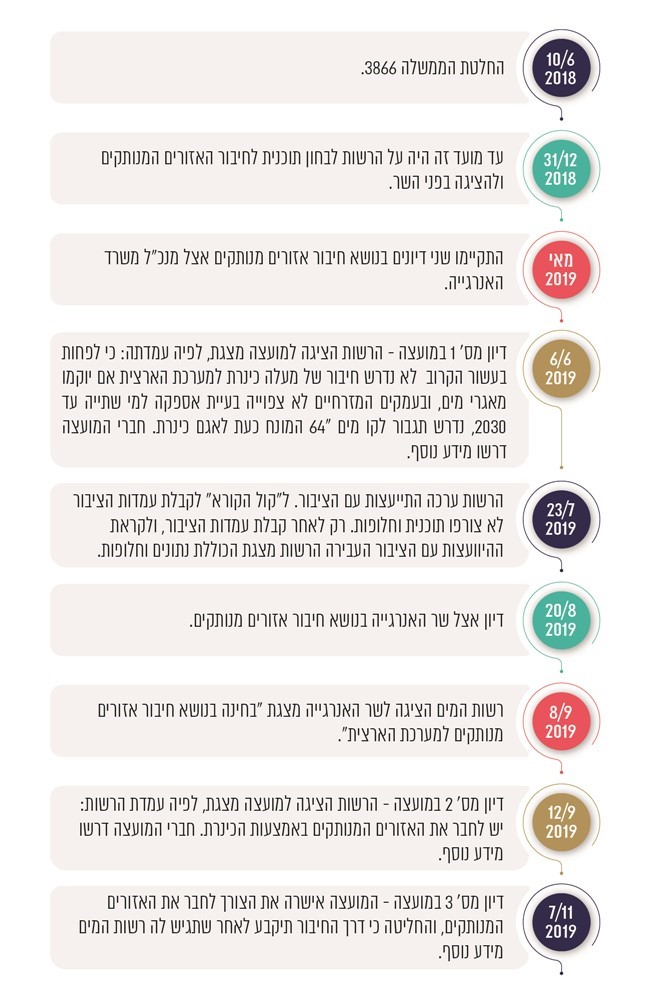 10/6
2018
החלטת הממשלה 3866.
31/12
2018
עד מועד זה היה על הרשות לבחון תוכנית לחיבור האזורים המנותקים
ולהציגה בפני השר.
מאי
2019
התקיימו שני דיונים בנושא חיבור אזורים מנותקים אצל מנכ"ל משרד
האנרגייה.
6/6
2019
דיון מס' 1 במועצה - הרשות הציגה למועצה מצגת, לפיה עמדתה: כי לפחות
בעשור הקרוב לא נדרש חיבור של מעלה כינרת למערכת הארצית אם יוקמו
מאגרי מים, ובעמקים המזרחיים לא צפוייה בעיית אספקה למי שתייה עד
2030, נדרש תגבור לקו מים "64 המונח כעת לאגם כינרת. חברי המועצה
דרשו מידע נוסף.
23/7
2019
הרשות ערכה התייעצות עם הציבור. ל"קול הקורא" לקבלת עמדות הציבור
לא צורפו תוכנית וחלופות. רק לאחר קבלת עמדות הציבור, ולקראת
ההיוועצות עם הציבור העבירה הרשות מצגת הכוללת נתונים וחלופות.
20/8
2019
דיון אצל שר האנרגייה בנושא חיבור אזורים מנותקים.
8/9
2019
רשות המים הציגה לשר האנרגייה מצגת "בחינה בנושא חיבור אזורים
מנותקים למערכת הארצית".
12/9
2019
דיון מס' 2 במועצה - הרשות הציגה למועצה מצגת, לפיה עמדת הרשות:
יש לחבר את האזורים המנותקים באמצעות הכינרת. חברי המועצה דרשו
מידע נוסף.
7/11
2019
דיון מס' 3 במועצה - המועצה אישרה את הצורך לחבר את האזורים
המנותקים, והחליטה כי דרך החיבור תיקבע לאחר שתגיש לה רשות המים
מידע נוסף.